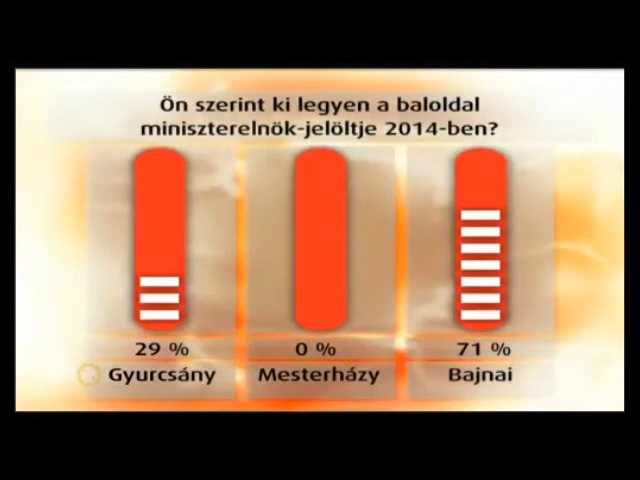 Ön szerint ki legyen a baloldal
miniszterelnök-jelöltje 2014-ben?
29 % 0 % 71 %
Gyurcsány Mesterházy Bajnai